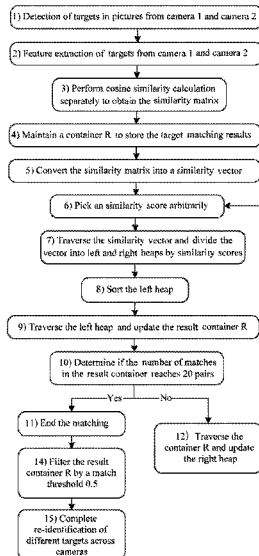 1) Detection of targets in pictures from camera 1 and camera 2
2) Feature extraction of targets from camera 1 and camera 2
3) Perform cosine similarity calculation
separately to obtain the similarity matrix
4) Maintain a container R to store the target matching results
5) Convert the similarity matrix into a similarity vector
6) Pick an similarity score arbitrarily
7) Traverse the similarity vector and divide the
vector into left and right heaps by similarity scores
8) Sort the left heap
9) Traverse the left heap and update the result container R
10) Determine if the number of matches
in the result container reaches 20 pairs
Yes
No
11) End the matching
12) Traverse the
container R and update
the right heap
14) Filter the result
container R by a match
threshold 0.5
15) Complete
re-identification of
different targets across
cameras